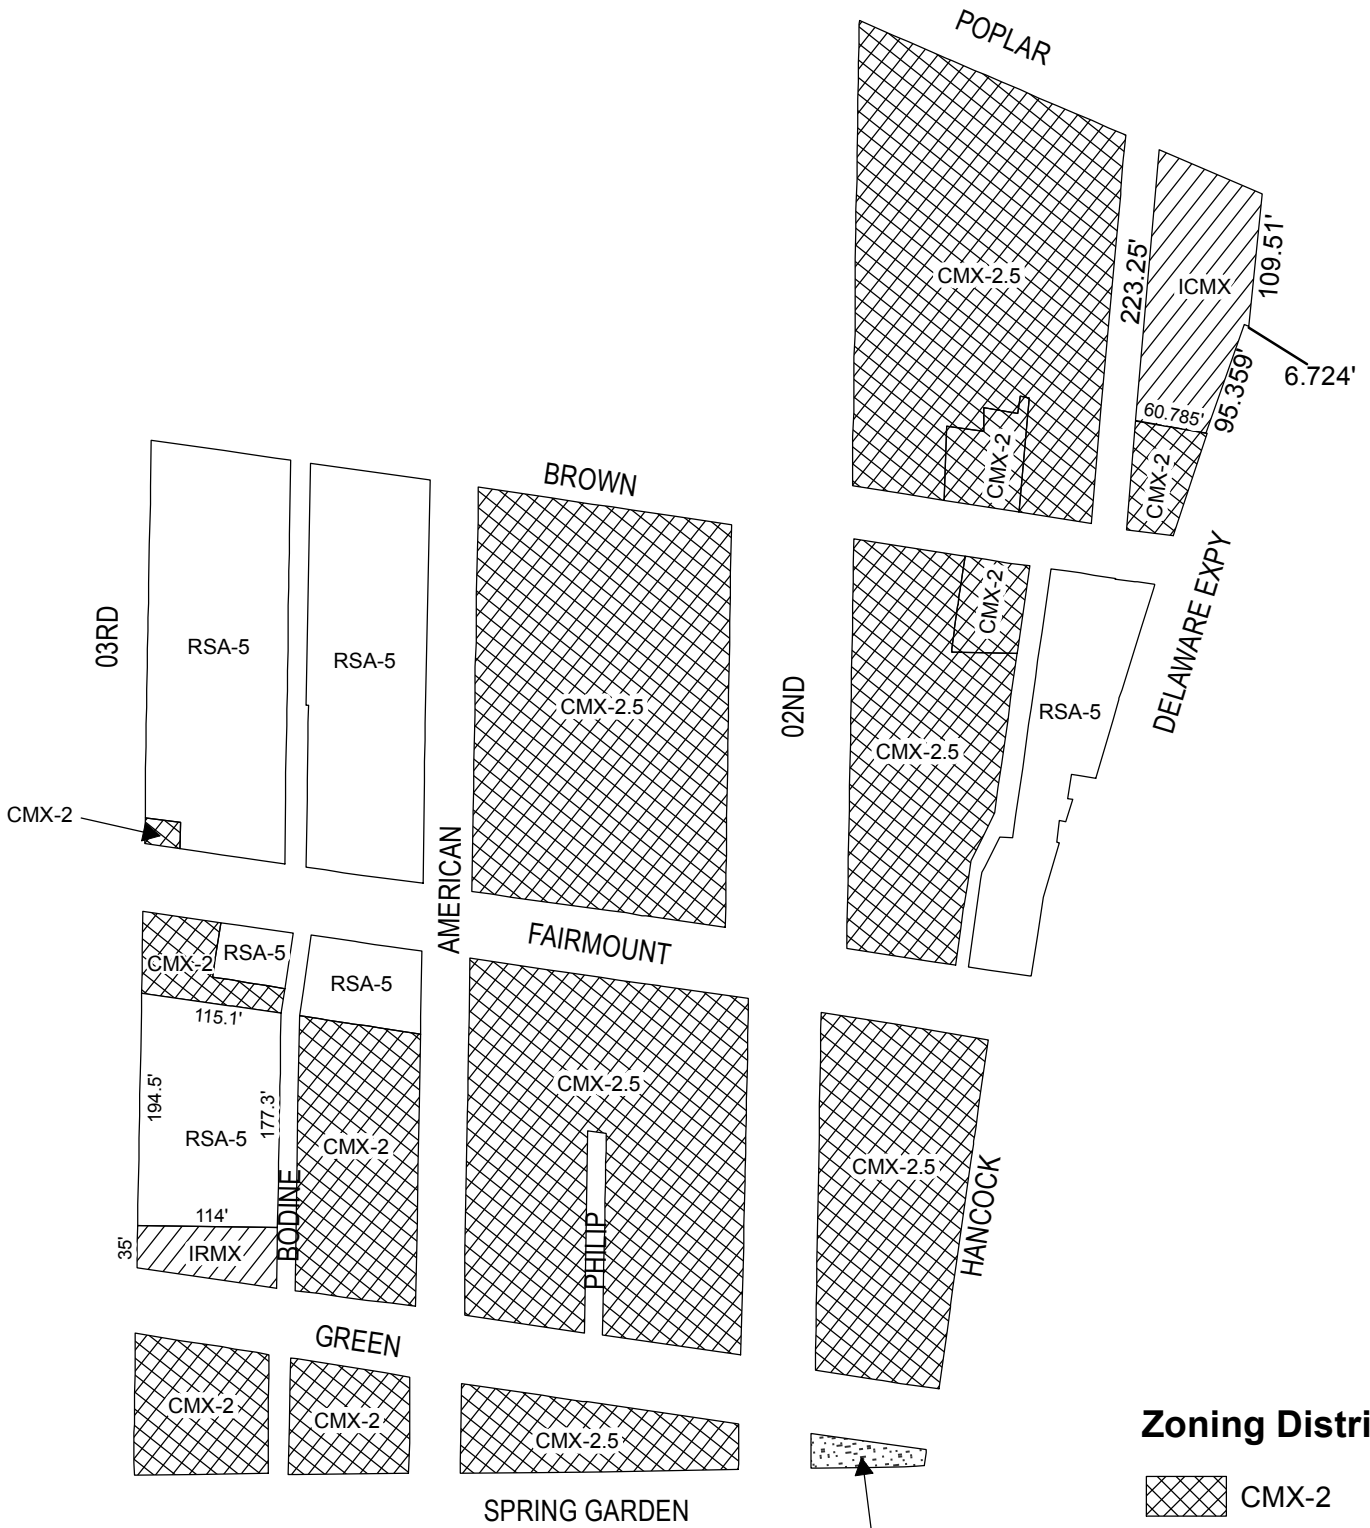 POPLAR
CMX-2.5
223.25'
ICMX
109.51'
6.724'
95.359'
60.785'
CMX-2
CMX-2
BROWN
03RD
RSA-5
RSA-5
CMX-2.5
02ND
CMX-2
CMX-2.5
RSA-5
DELAWARE EXPY
CMX-2
AMERICAN
FAIRMOUNT
CMX-2
RSA-5
RSA-5
115.1'
194.5'
177.3'
RSA-5
CMX-2
CMX-2.5
CMX-2.5
HANCOCK
BODINE
PHILIP
114'
35'
IRMX
GREEN
CMX-2
CMX-2
CMX-2.5
SPRING GARDEN
Zoning Distri
CMX-2